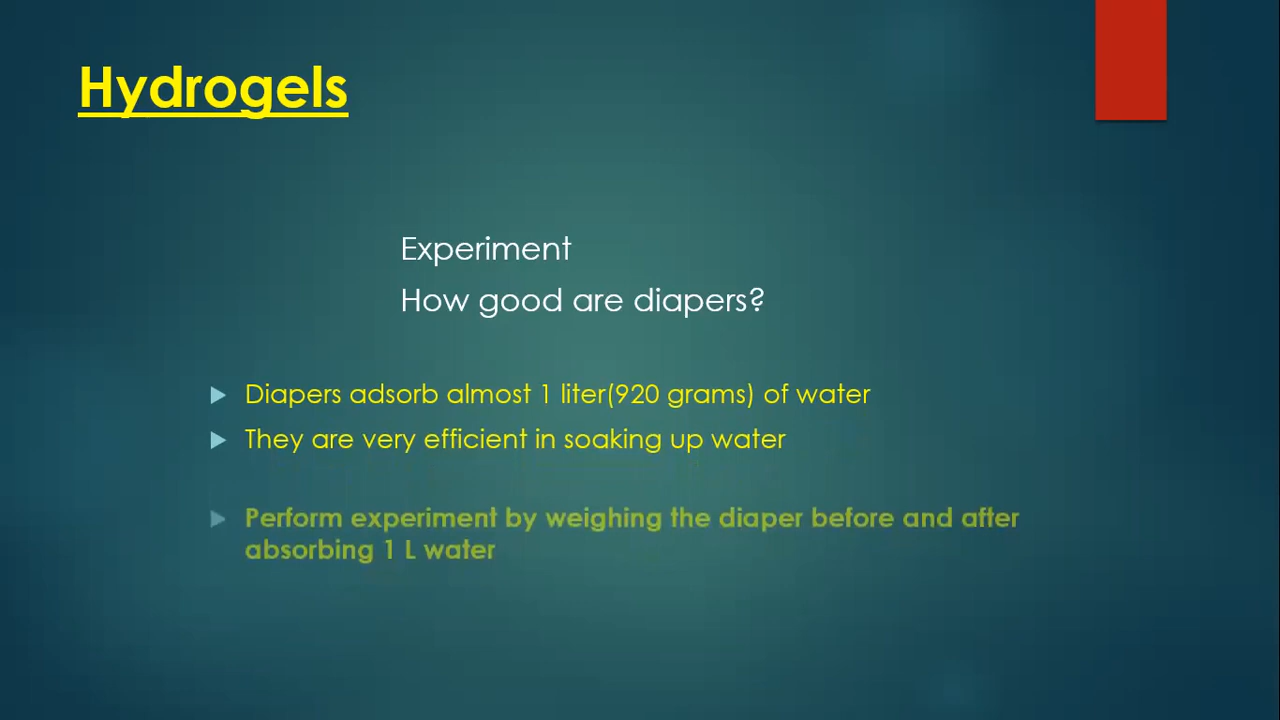 Hydrogels
Experiment
How good are diapers?
Diapers adsorb almost 1 liter(920 grams) of water
They are very efficient in soaking up water
Perform experiment by weighing the diaper before and after
absorbing 1 L water